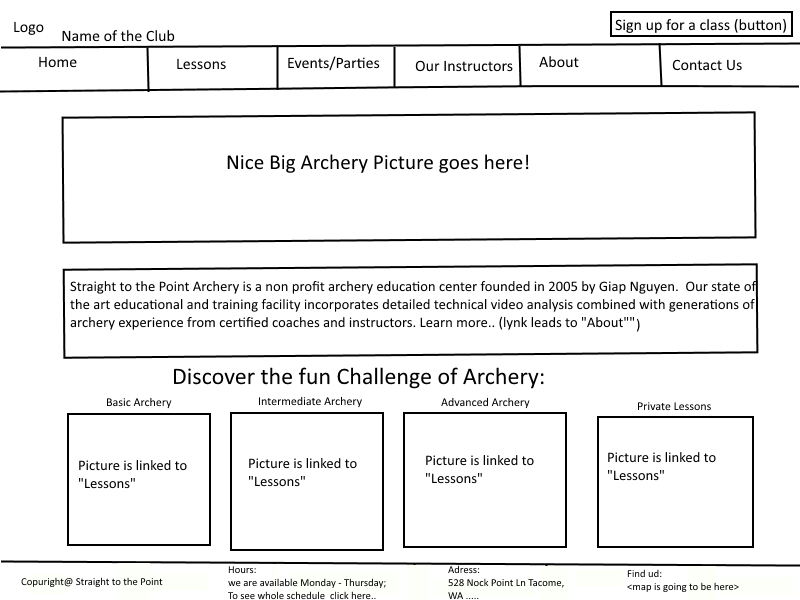 Logo
Name of the Club
Sign up for a class (button)
Home
Lessons
Events/Parties
Our Instructors
About
Contact Us
Nice Big Archery Picture goes here!
Straight to the Point Archery is a non profit archery education center founded in 2005 by Giap Nguyen. Our state of
the art educational and training facility incorporates detailed technical video analysis combined with generations of
archery experience from certified coaches and instructors. Learn more.. (lynk leads to "About"")
Discover the fun Challenge of Archery:
Basic Archery
Intermediate Archery
Advanced Archery
Private Lessons
Picture is linked to
"Lessons"
Picture is linked to
"Lessons"
Picture is linked to
"Lessons"
Picture is linked to
"Lessons"
Copuright@ Straight to the Point
Hours:
we are available Monday - Thursday;
To see whole schedule click here..
Adress:
528 Nock Point Ln Tacome,
WA .....
Find ud:
<map is going to be here>